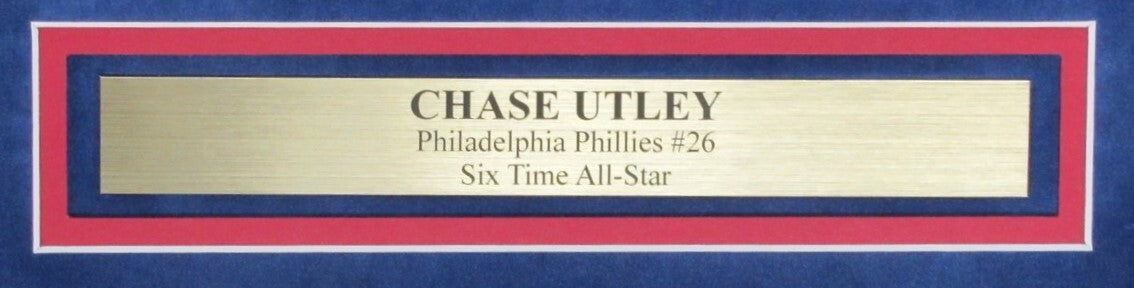 CHASE UTLEY
Philadelphia Phillies #26
Six Time All-Star